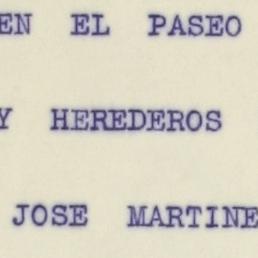 EN EL PASEO
Y HEREDEROS
JOSE MARTINE